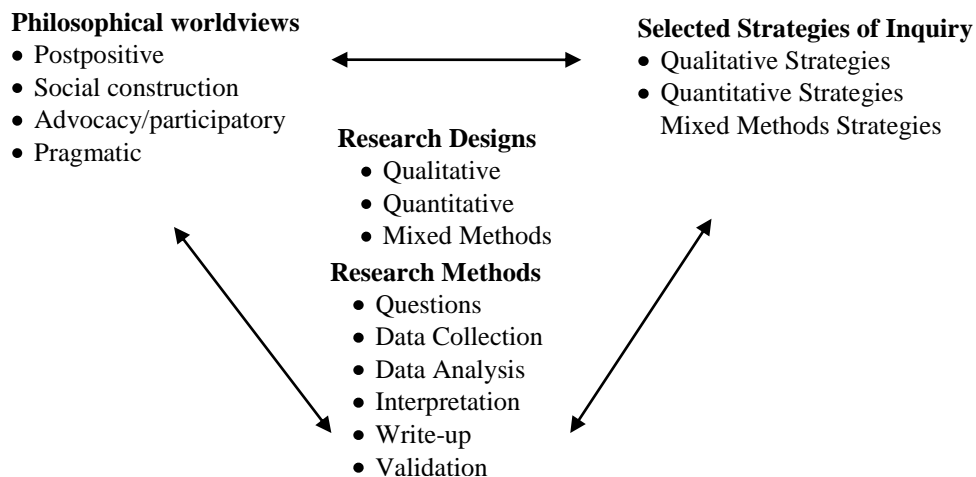 Philosophical worldviews
• Postpositive
• Social construction
• Advocacy/participatory
• Pragmatic
Selected Strategies of Inquiry
• Qualitative Strategies
• Quantitative Strategies
Mixed Methods Strategies
Research Designs
• Qualitative
• Quantitative
• Mixed Methods
Research Methods
• Questions
• Data Collection
• Data Analysis
• Interpretation
• Write-up
• Validation